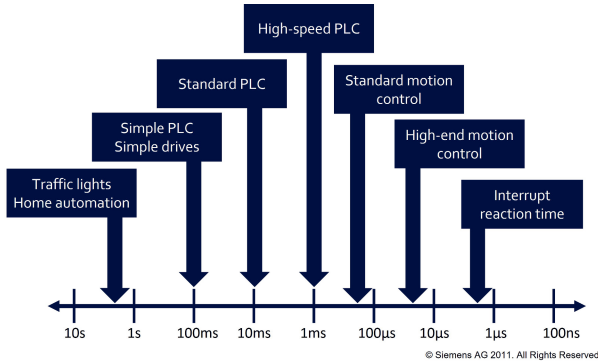 High-speed PLC
Standard PLC
Standard motion
control
Simple PLC
Simple drives
High-end motion
control
Traffic lights
Home automation
Interrupt
reaction time
10s
1s
100ms
10ms
1ms
100µs
10µs
1µs
100ns
© Siemens AG 2011. All Rights Reserved